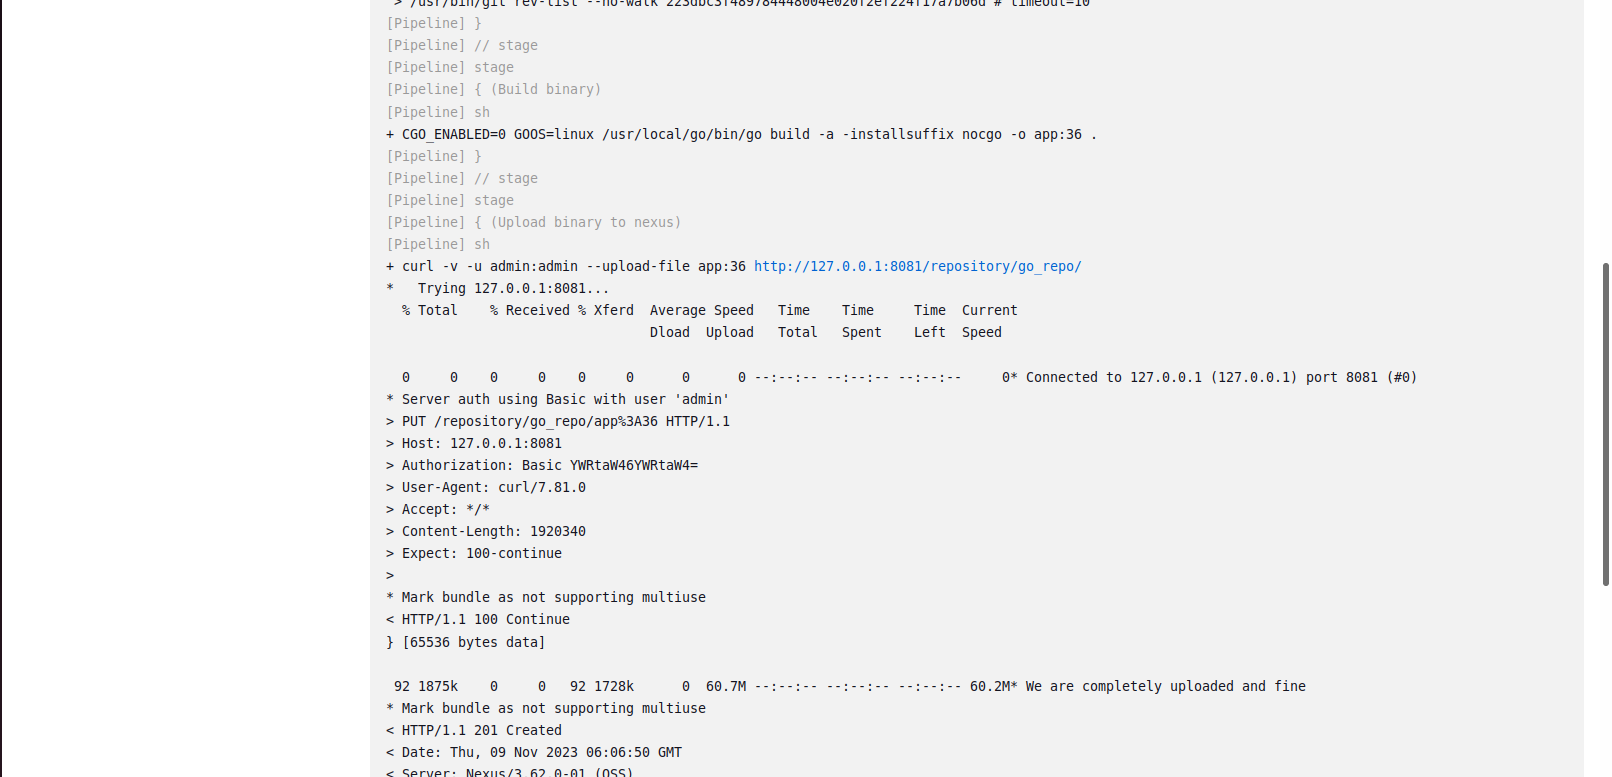 > /usr/bin/git rev-list --no-walk 223dbc3f489784448004e020f2ef224f17a7b06d # timeout=10
[Pipeline] }
[Pipeline] // stage
[Pipeline] stage
[Pipeline] { (Build binary)
[Pipeline] sh
+ CGO_ENABLED=0 GOOS=linux /usr/local/go/bin/go build -a -installsuffix nocgo -o app:36 .
[Pipeline] }
[Pipeline] // stage
[Pipeline] stage
[Pipeline] { (Upload binary to nexus)
[Pipeline] sh
+ curl -v -u admin:admin --upload-file app:36 http://127.0.0.1:8081/repository/go_repo/
*   Trying 127.0.0.1:8081...
  % Total    % Received % Xferd  Average Speed   Time    Time     Time  Current
                                 Dload  Upload   Total   Spent    Left  Speed
  0     0    0     0    0     0      0      0 --:--:-- --:--:-- --:--:--     0* Connected to 127.0.0.1 (127.0.0.1) port 8081 (#0)
* Server auth using Basic with user 'admin'
> PUT /repository/go_repo/app%3A36 HTTP/1.1
> Host: 127.0.0.1:8081
> Authorization: Basic YWRtaW46YWRtaW4=
> User-Agent: curl/7.81.0
> Accept: */*
> Content-Length: 1920340
> Expect: 100-continue
>
* Mark bundle as not supporting multiuse
< HTTP/1.1 100 Continue
} [65536 bytes data]
 92 1875k    0     0   92 1728k      0  60.7M --:--:-- --:--:-- --:--:-- 60.2M* We are completely uploaded and fine
* Mark bundle as not supporting multiuse
< HTTP/1.1 201 Created
< Date: Thu, 09 Nov 2023 06:06:50 GMT
< Server: Nexus/3.62.0-01 (OSS)